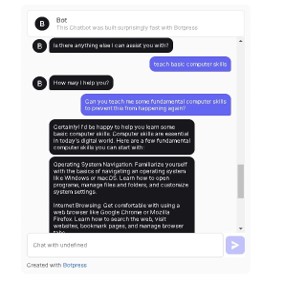 B
Bot
This Chatbot was built surprisingly fast with Botpress
B
Is there anything else I can assist you with?
teach basic computer skills
B
How may I help you?
Can you teach me some fundamental computer skills
to prevent this from happening again?
Certainly! I'd be happy to help you learn some
basic computer skills. Computer skills are essential
in today's digital world. Here are a few fundamental
computer skills you can start with:
Operating System Navigation: Familiarize yourself
with the basics of navigating an operating system
like Windows or macOS. Learn how to open
programs, manage files and folders, and customize
system settings.
Internet Browsing: Get comfortable with using a
web browser like Google Chrome or Mozilla
Firefox. Learn how to search the web, visit
websites, bookmark pages, and manage browser
tabs.
Chat with undefined
Created with Botpress